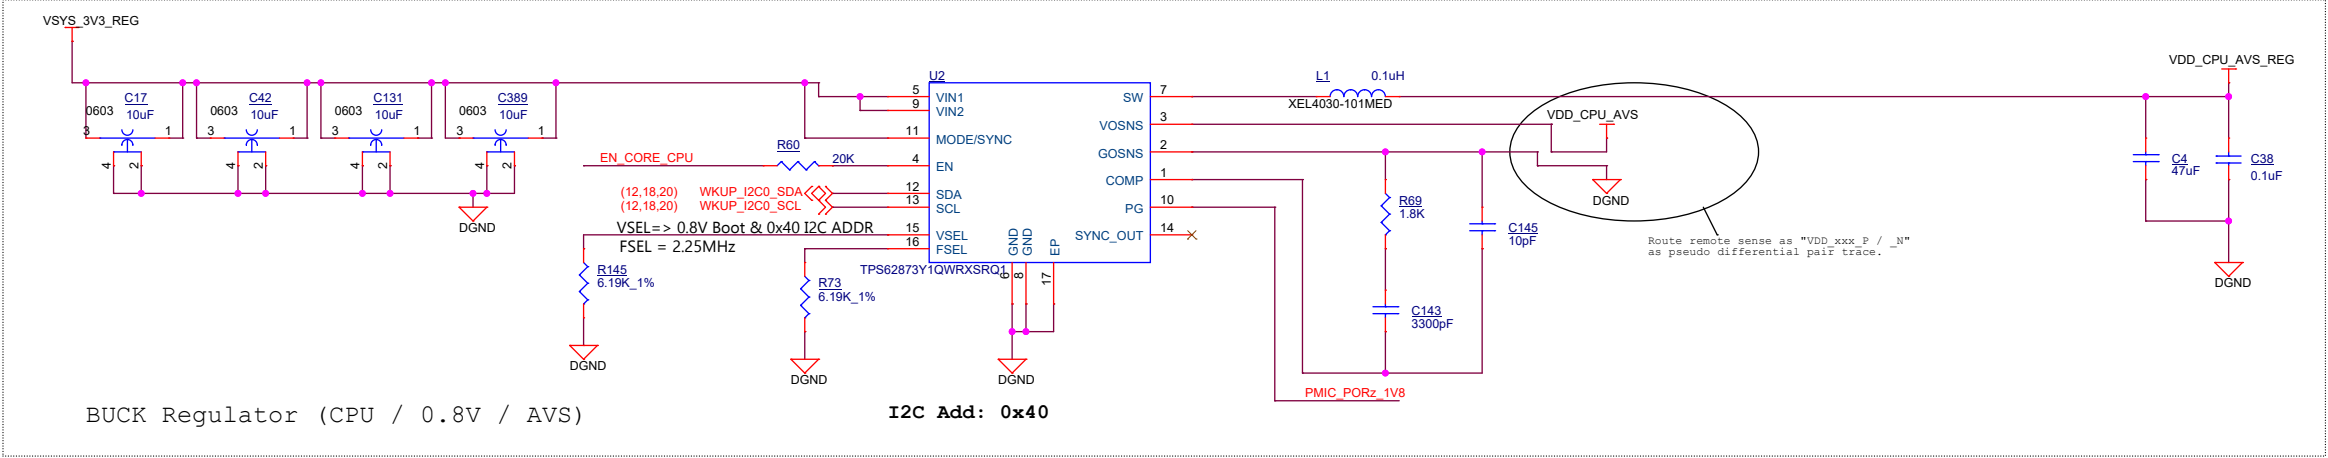 VSYS_3V3_REG
0603
C17
10uF
3
1
4
2
0603
C42
10uF
3
1
4
2
0603
C131
10uF
3
1
4
2
0603
C389
10uF
3
1
4
2
DGND
EN_CORE_CPU
R60
20K
(12,18,20) WKUP_I2C0_SDA
(12,18,20) WKUP_I2C0_SCL
VSEL=> 0.8V Boot & 0x40 I2C ADDR
FSEL = 2.25MHz
R145
6.19K_1%
DGND
R73
6.19K_1%
DGND
U2
5 VIN1
9 VIN2
11 MODE/SYNC
4 EN
12 SDA
13 SCL
15 VSEL
16 FSEL
SW 7
VOSNS 3
GOSNS 2
COMP 1
PG 10
SYNC_OUT 14
GND
GND
EP
6
8
17
TPS62873Y1QWRXSRQ1
DGND
L1
0.1uH
XEL4030-101MED
VDD_CPU_AVS
DGND
R69
1.8K
C145
10pF
C143
3300pF
PMIC_PORz_1V8
Route remote sense as "VDD_xxx_P / _N"
as pseudo differential pair trace.
VDD_CPU_AVS_REG
C4
47uF
C38
0.1uF
DGND
BUCK Regulator (CPU / 0.8V / AVS)
I2C Add: 0x40